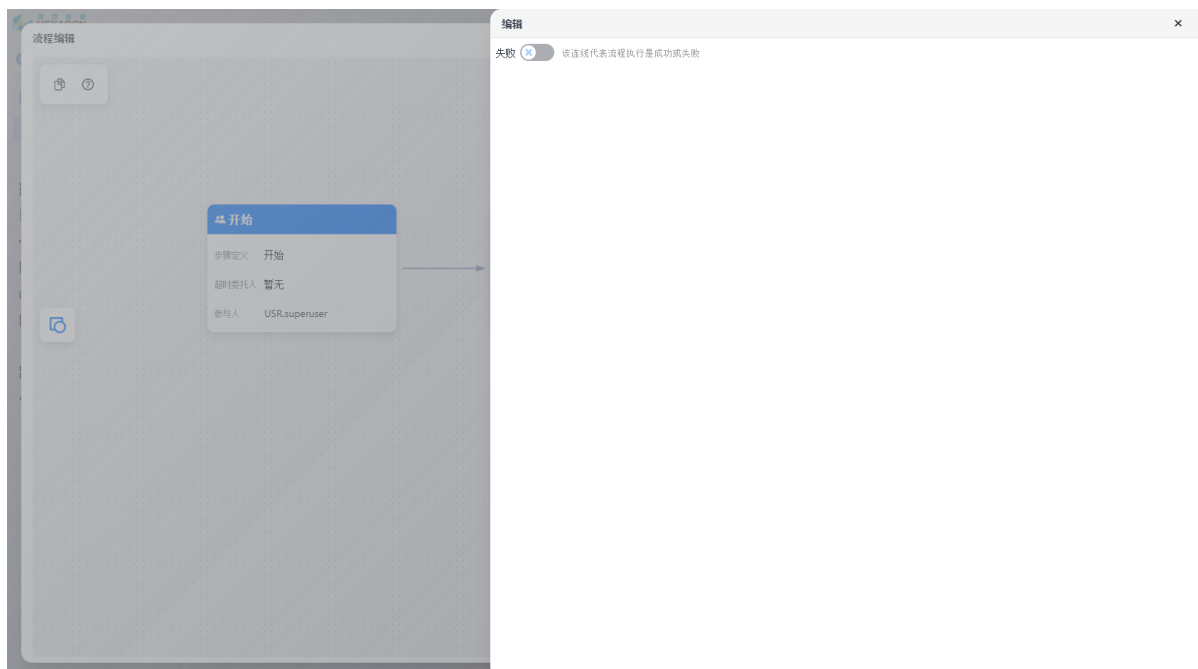 编辑
流程编辑
失败 该连线代表流程执行是成功或失败
开始
步骤定义 开始
超时委托人 暂无
参与人 USR.superuser